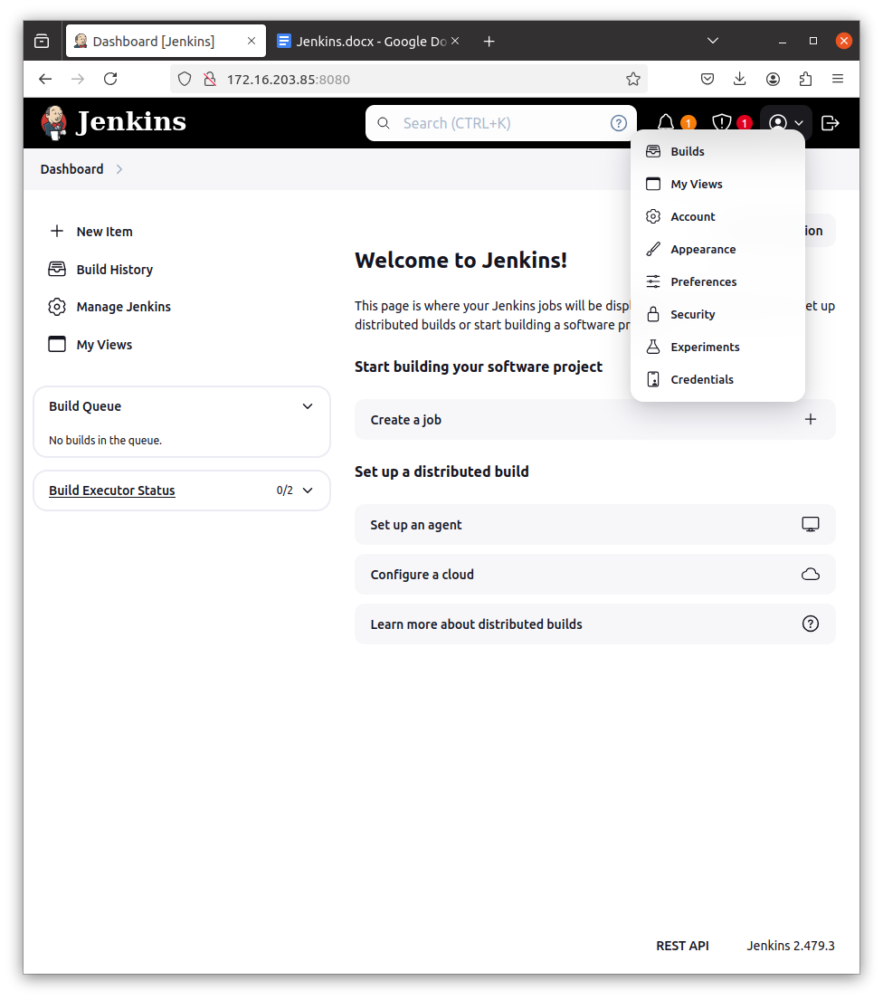 Dashboard [Jenkins]
Jenkins.docx - Google Do
172.16.203.85:8080
Jenkins
Search (CTRL+K)
1
1
Dashboard
Builds
My Views
Account
Appearance
Preferences
Security
Experiments
Credentials
New Item
Build History
Manage Jenkins
My Views
Build Queue
No builds in the queue.
Build Executor Status
0/2
ion
Welcome to Jenkins!
This page is where your Jenkins jobs will be displ et up
distributed builds or start building a software pr
Start building your software project
Create a job
Set up a distributed build
Set up an agent
Configure a cloud
Learn more about distributed builds
REST API
Jenkins 2.479.3